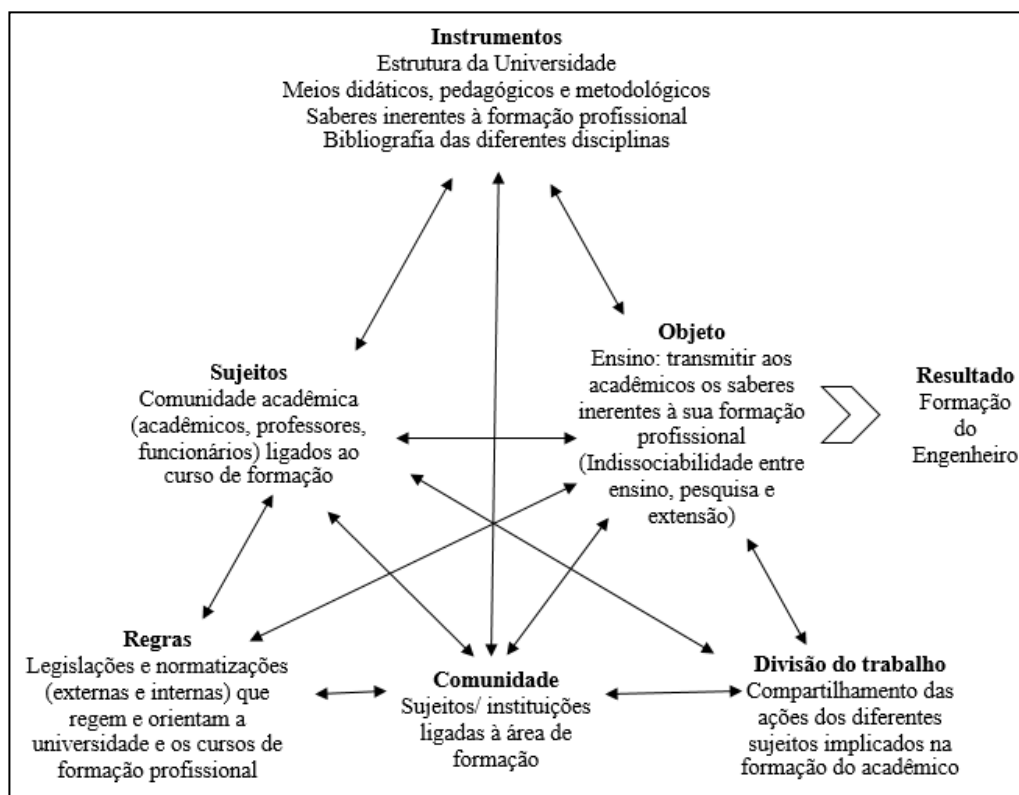 Instrumentos
Estrutura da Universidade
Meios didáticos, pedagógicos e metodológicos
Saberes inerentes à formação profissional
Bibliografia das diferentes disciplinas
Sujeitos
Comunidade acadêmica
(acadêmicos, professores,
funcionários) ligados ao
curso de formação
Objeto
Ensino: transmitir aos
acadêmicos os saberes
inerentes à sua formação
profissional
(Indissociabilidade entre
ensino, pesquisa e
extensão)
Resultado
Formação
do
Engenheiro
Regras
Legislações e normatizações
(externas e internas) que
regem e orientam a
universidade e os cursos de
formação profissional
Comunidade
Sujeitos/ instituições
ligadas à área de
formação
Divisão do trabalho
Compartilhamento das
ações dos diferentes
sujeitos implicados na
formação do acadêmico